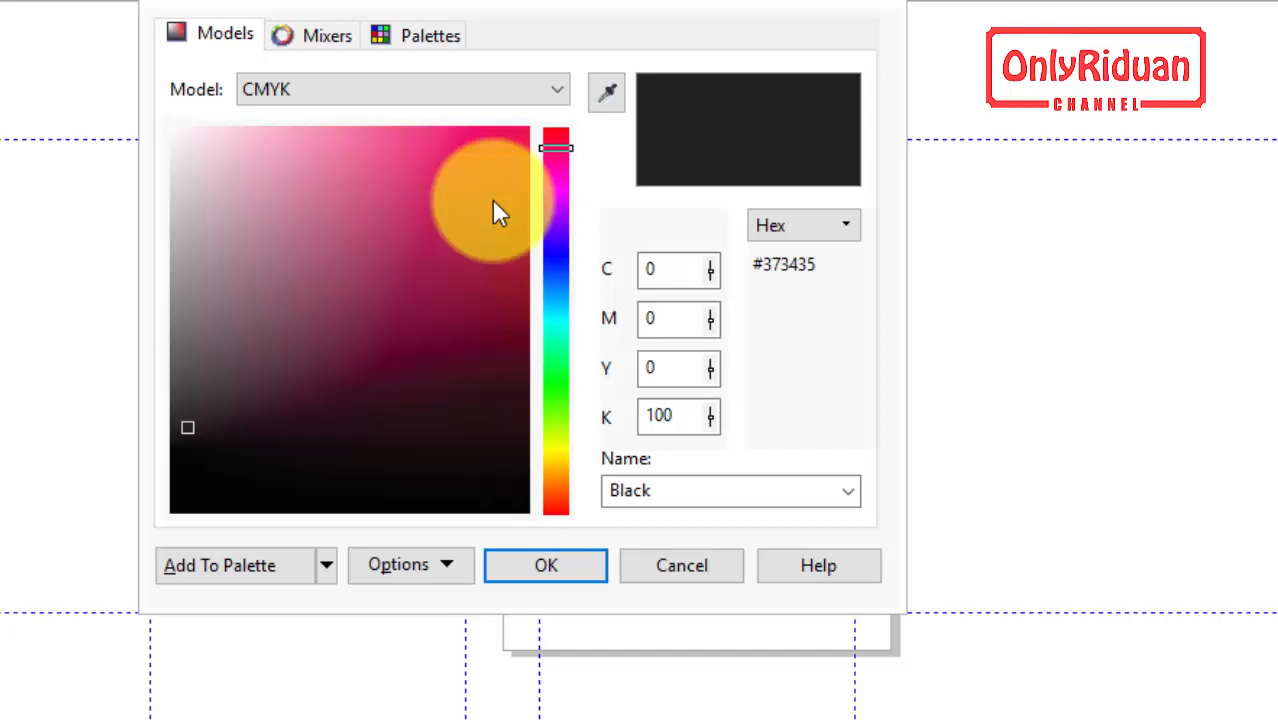 Models Mixers Palettes
OnlyRiduan
CHANNEL
Model: CMYK
Hex
C 0 #373435
M 0
Y 0
K 100
Name:
Black
Add To Palette Options OK Cancel Help